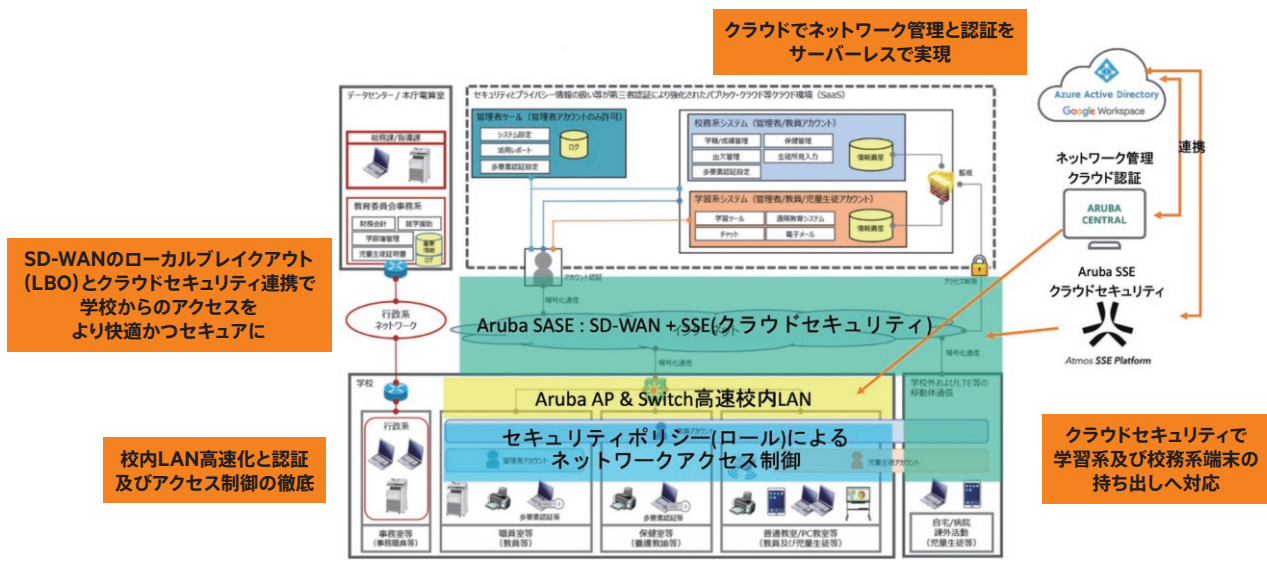 クラウドでネットワーク管理と認証を
サーバーレスで実現
データセンター / 本庁電算室
総務課/指導課
教育委員会事務系
財務会計
就学援助
学齢簿管理
児童生徒証明書
重要
情報
ログ
行政系
ネットワーク
セキュリティとプライバシー情報の扱い等が第三者認証により強化されたパブリック・クラウド等クラウド環境（SaaS）
管理者ツール（管理者アカウントのみ許可）
システム設定
活用レポート
多要素認証設定
ログ
校務系システム（管理者/教員アカウント）
学籍/成績管理
保健管理
出欠管理
生徒所見入力
多要素認証設定
情報資産
監視
学習系システム（管理者/教員/児童生徒アカウント）
学習ツール
遠隔教育システム
チャット
電子メール
情報資産
アカウント認証
アクセス制限
暗号化通信
Aruba SASE : SD-WAN + SSE(クラウドセキュリティ)
暗号化通信
暗号化通信
Azure Active Directory
Google Workspace
連携
ネットワーク管理
クラウド認証
ARUBA
CENTRAL
Aruba SSE
クラウドセキュリティ
Atmos SSE Platform
SD-WANのローカルブレイクアウト
(LBO)とクラウドセキュリティ連携で
学校からのアクセスを
より快適かつセキュアに
校内LAN高速化と認証
及びアクセス制御の徹底
クラウドセキュリティで
学習系及び校務系端末の
持ち出しへ対応
学校
行政系
事務室等
（事務職員等）
Aruba AP & Switch高速校内LAN
セキュリティポリシー(ロール)による
ネットワークアクセス制御
管理者アカウント
児童生徒アカウント
多要素認証等
職員室等
（教員等）
多要素認証等
保健室等
（養護教諭等）
普通教室/PC教室等
（教員及び児童生徒等）
学校外およびLTE等の
移動体通信
自宅/病院
課外活動
（児童生徒等）